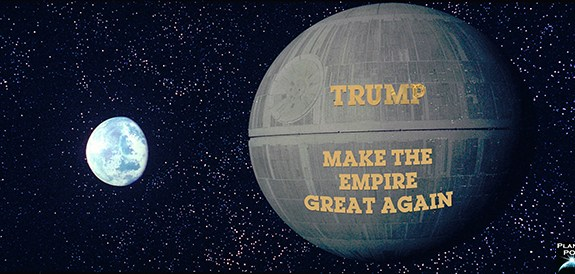 TRUMP
MAKE THE
EMPIRE
GREAT AGAIN